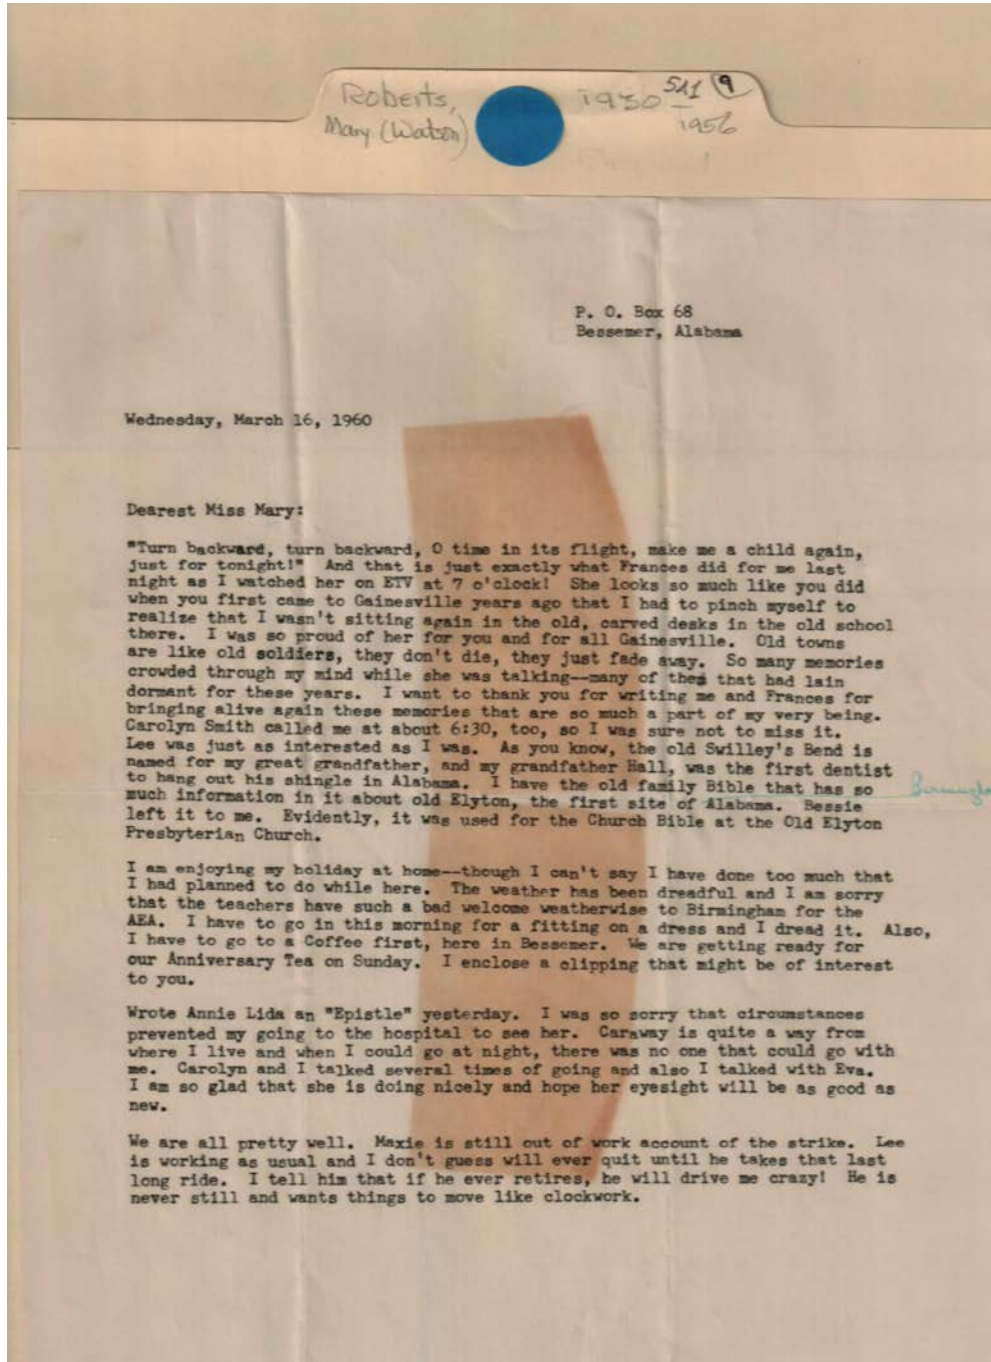 Roberts,
Mary (Watson)
1930 — 1956
9
P. O. Box 68
Bessemer, Alabama
Wednesday, March 16, 1960
Dearest Miss Mary:
"Turn backward, turn backward, O time in its flight, make me a child again,
just for tonight!" And that is just exactly what Frances did for me last
night as I watched her on ETV at 7 o'clock! She looks so much like you did
when you first came to Gainesville years ago that I had to pinch myself to
realize that I wasn't sitting again in the old, carved desks in the old school
there. I was so proud of her for you and for all Gainesville. Old towns
are like old soldiers, they don't die, they just fade away. So many memories
crowded through my mind while she was talking--many of them that had lain
dormant for these years. I want to thank you for writing me and Frances for
bringing alive again these memories that are so much a part of my very being.
Carolyn Smith called me at about 6:30, too, so I was sure not to miss it.
Lee was just as interested as I was. As you know, the old Swilley's Bend is
named for my great grandfather, and my grandfather Hall, was the first dentist
to hang out his shingle in Alabama. I have the old family Bible that has so
much information in it about old Elyton, the first site of Alabama. Bessie
left it to me. Evidently, it was used for the Church Bible at the Old Elyton
Presbyterian Church.
I am enjoying my holiday at home--though I can't say I have done too much that
I had planned to do while here. The weather has been dreadful and I am sorry
that the teachers have such a bad welcome weatherwise to Birmingham for the
AEA. I have to go in this morning for a fitting on a dress and I dread it. Also,
I have to go to a Coffee first, here in Bessemer. We are getting ready for
our Anniversary Tea on Sunday. I enclose a clipping that might be of interest
to you.
Wrote Annie Lida an "Epistle" yesterday. I was so sorry that circumstances
prevented my going to the hospital to see her. Caraway is quite a way from
where I live and when I could go at night, there was no one that could go with
me. Carolyn and I talked several times of going and also I talked with Eva.
I am so glad that she is doing nicely and hope her eyesight will be as good as
new.
We are all pretty well. Maxie is still out of work account of the strike. Lee
is working as usual and I don't guess will ever quit until he takes that last
long ride. I tell him that if he ever retires, he will drive me crazy! He is
never still and wants things to move like clockwork.